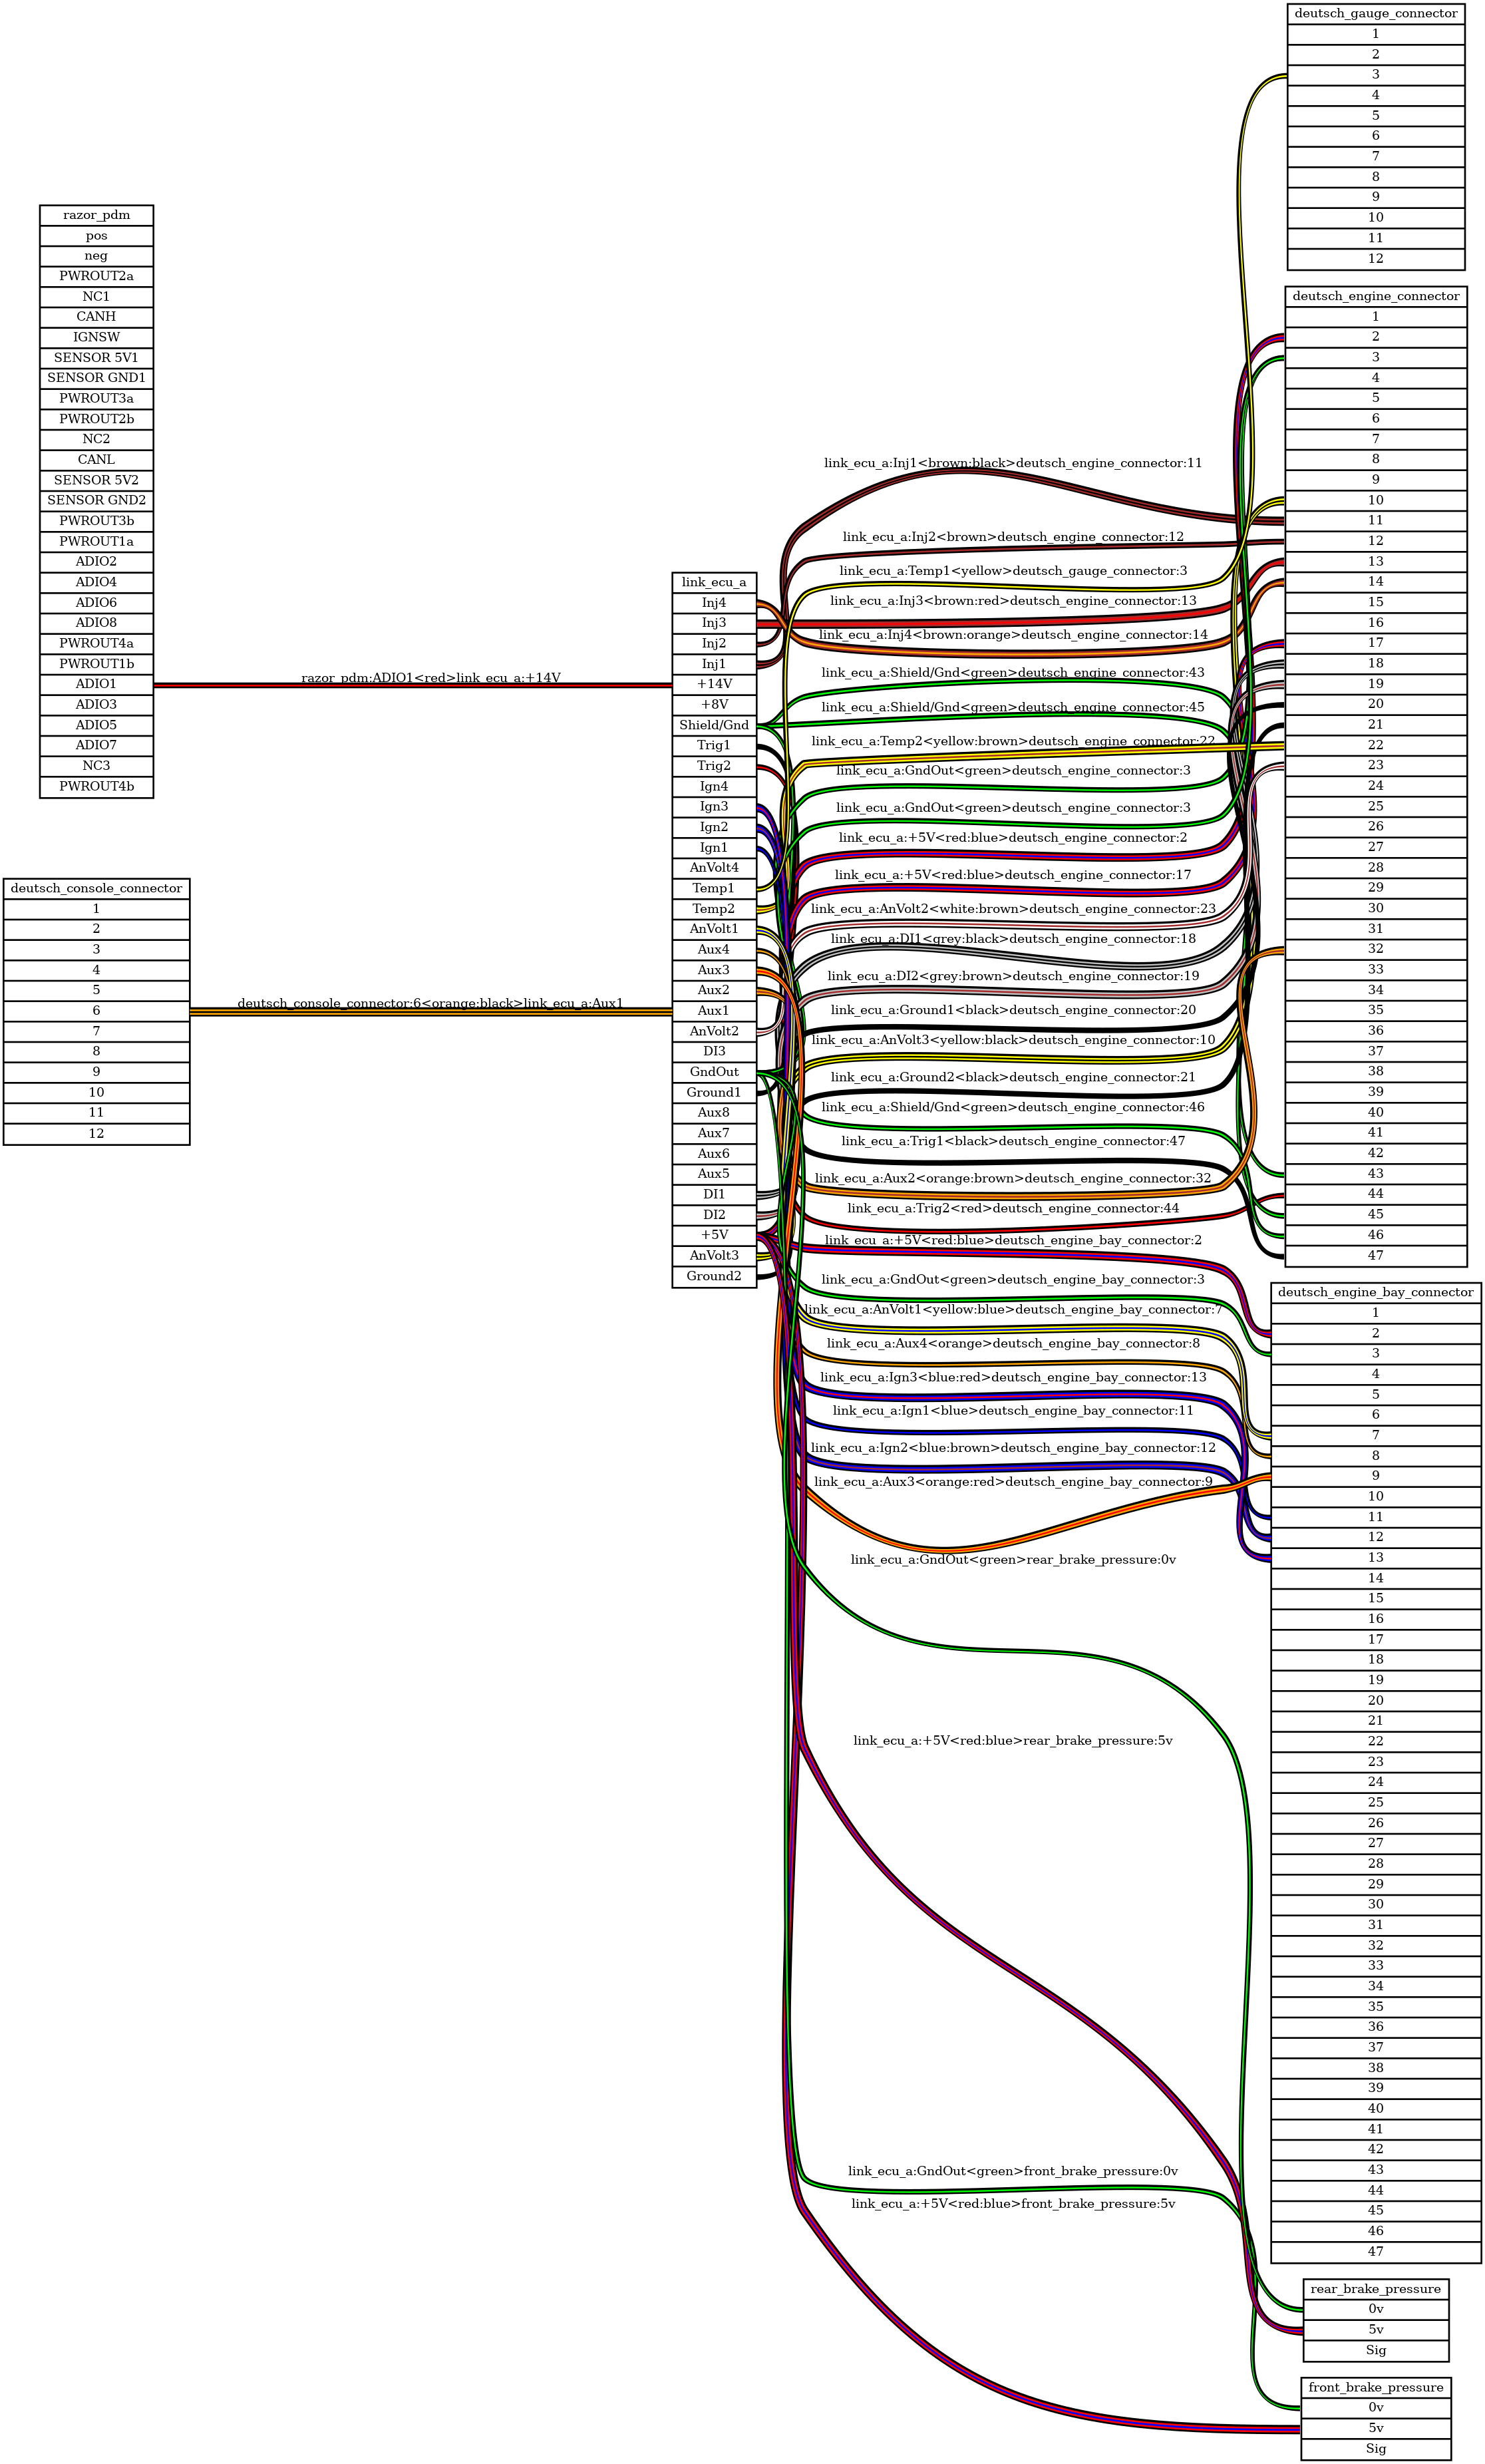 razor_pdm
pos
neg
PWROUT2a
NC1
CANH
IGNSW
SENSOR 5V1
SENSOR GND1
PWROUT3a
PWROUT2b
NC2
CANL
SENSOR 5V2
SENSOR GND2
PWROUT3b
PWROUT1a
ADIO2
ADIO4
ADIO6
ADIO8
PWROUT4a
PWROUT1b
ADIO1
ADIO3
ADIO5
ADIO7
NC3
PWROUT4b
deutsch_console_connector
1
2
3
4
5
6
7
8
9
10
11
12
razor_pdm:ADIO1<red>link_ecu_a:+14V
deutsch_console_connector:6<orange:black>link_ecu_a:Aux1
link_ecu_a
Inj4
Inj3
Inj2
Inj1
+14V
+8V
Shield/Gnd
Trig1
Trig2
Ign4
Ign3
Ign2
Ign1
AnVolt4
Temp1
Temp2
AnVolt1
Aux4
Aux3
Aux2
Aux1
AnVolt2
DI3
GndOut
Ground1
Aux8
Aux7
Aux6
Aux5
DI1
DI2
+5V
AnVolt3
Ground2
link_ecu_a:Inj1<brown:black>deutsch_engine_connector:11
link_ecu_a:Inj2<brown>deutsch_engine_connector:12
link_ecu_a:Temp1<yellow>deutsch_gauge_connector:3
link_ecu_a:Inj3<brown:red>deutsch_engine_connector:13
link_ecu_a:Inj4<brown:orange>deutsch_engine_connector:14
link_ecu_a:Shield/Gnd<green>deutsch_engine_connector:43
link_ecu_a:Shield/Gnd<green>deutsch_engine_connector:45
link_ecu_a:Temp2<yellow:brown>deutsch_engine_connector:22
link_ecu_a:GndOut<green>deutsch_engine_connector:3
link_ecu_a:GndOut<green>deutsch_engine_connector:3
link_ecu_a:+5V<red:blue>deutsch_engine_connector:2
link_ecu_a:+5V<red:blue>deutsch_engine_connector:17
link_ecu_a:AnVolt2<white:brown>deutsch_engine_connector:23
link_ecu_a:DI1<grey:black>deutsch_engine_connector:18
link_ecu_a:DI2<grey:brown>deutsch_engine_connector:19
link_ecu_a:Ground1<black>deutsch_engine_connector:20
link_ecu_a:AnVolt3<yellow:black>deutsch_engine_connector:10
link_ecu_a:Ground2<black>deutsch_engine_connector:21
link_ecu_a:Shield/Gnd<green>deutsch_engine_connector:46
link_ecu_a:Trig1<black>deutsch_engine_connector:47
link_ecu_a:Aux2<orange:brown>deutsch_engine_connector:32
link_ecu_a:Trig2<red>deutsch_engine_connector:44
link_ecu_a:+5V<red:blue>deutsch_engine_bay_connector:2
link_ecu_a:GndOut<green>deutsch_engine_bay_connector:3
link_ecu_a:AnVolt1<yellow:blue>deutsch_engine_bay_connector:7
link_ecu_a:Aux4<orange>deutsch_engine_bay_connector:8
link_ecu_a:Ign3<blue:red>deutsch_engine_bay_connector:13
link_ecu_a:Ign1<blue>deutsch_engine_bay_connector:11
link_ecu_a:Ign2<blue:brown>deutsch_engine_bay_connector:12
link_ecu_a:Aux3<orange:red>deutsch_engine_bay_connector:9
link_ecu_a:GndOut<green>rear_brake_pressure:0v
link_ecu_a:+5V<red:blue>rear_brake_pressure:5v
link_ecu_a:GndOut<green>front_brake_pressure:0v
link_ecu_a:+5V<red:blue>front_brake_pressure:5v
deutsch_gauge_connector
1
2
3
4
5
6
7
8
9
10
11
12
deutsch_engine_connector
1
2
3
4
5
6
7
8
9
10
11
12
13
14
15
16
17
18
19
20
21
22
23
24
25
26
27
28
29
30
31
32
33
34
35
36
37
38
39
40
41
42
43
44
45
46
47
deutsch_engine_bay_connector
1
2
3
4
5
6
7
8
9
10
11
12
13
14
15
16
17
18
19
20
21
22
23
24
25
26
27
28
29
30
31
32
33
34
35
36
37
38
39
40
41
42
43
44
45
46
47
rear_brake_pressure
0v
5v
Sig
front_brake_pressure
0v
5v
Sig